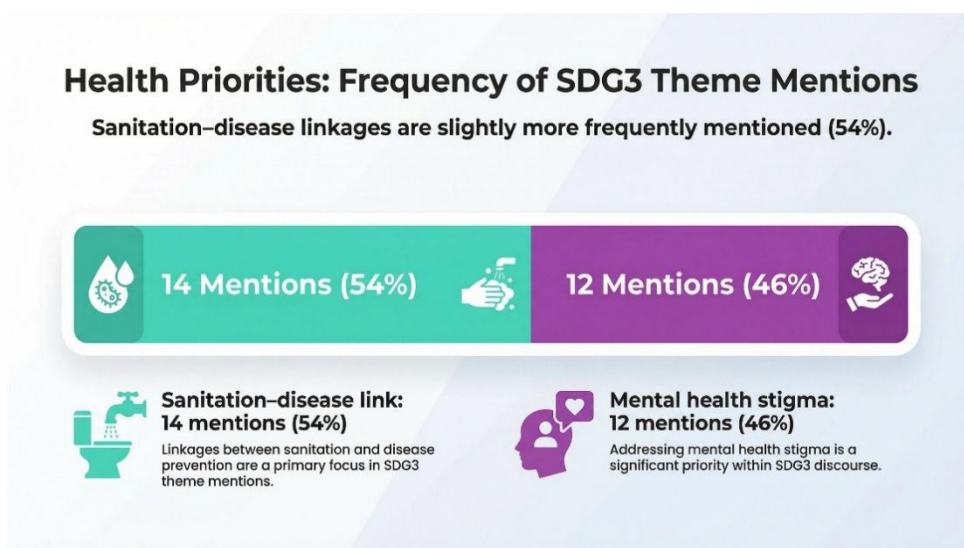 Health Priorities: Frequency of SDG3 Theme Mentions
Sanitation–disease linkages are slightly more frequently mentioned (54%).
14 Mentions (54%)
12 Mentions (46%)
Sanitation–disease link:
14 mentions (54%)
Linkages between sanitation and disease
prevention are a primary focus in SDG3
theme mentions.
Mental health stigma:
12 mentions (46%)
Addressing mental health stigma is a
significant priority within SDG3 discourse.